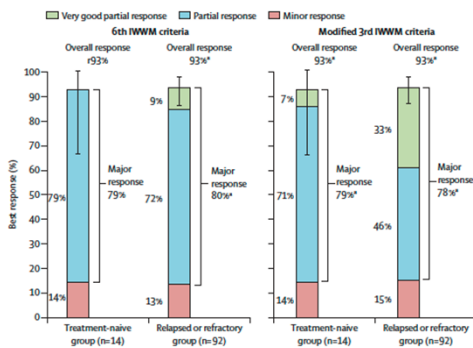 Very good partial response
Partial response
Minor response
6th IWWM criteria
Modified 3rd IWWM criteria
Overall response
r93%
Overall response
93%*
Overall response
93%*
Overall response
93%*
Best response (%)
100
90
80
70
60
50
40
30
20
10
0
79%
14%
Major
response
79%
9%
72%
13%
Major
response
80%*
7%
71%
14%
Major
response
79%*
33%
46%
15%
Major
response
78%*
Treatment-naive
group (n=14)
Relapsed or refractory
group (n=92)
Treatment-naive
group (n=14)
Relapsed or refractory
group (n=92)